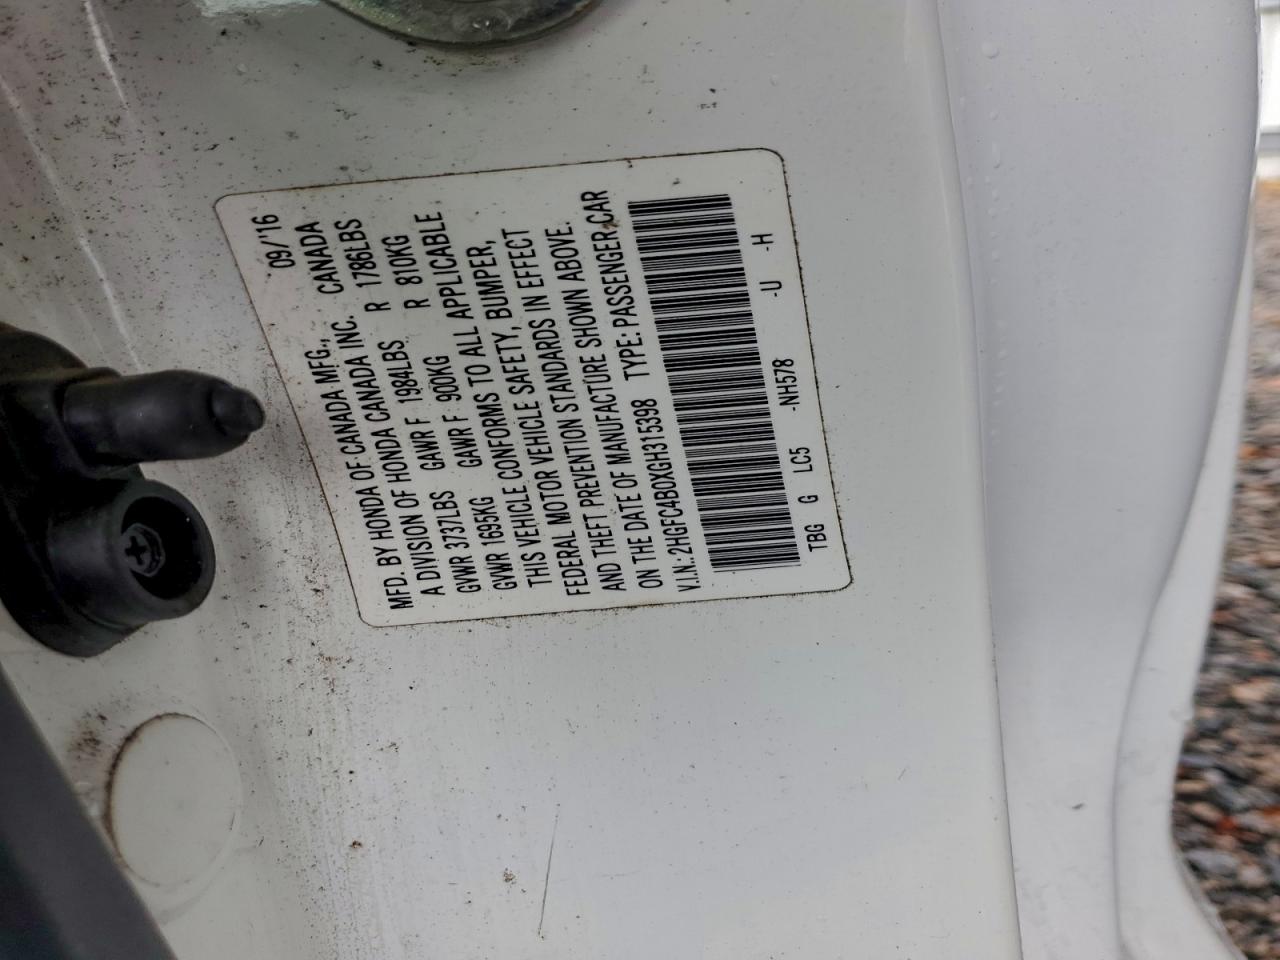 MFD. BY HONDA OF CANADA MFG., CANADA 09/'16
A DIVISION OF HONDA CANADA INC.
GVWR 3737LBS GAWR F 1984LBS R 1786LBS
GVWR 1695KG GAWR F 900KG R 810KG
THIS VEHICLE CONFORMS TO ALL APPLICABLE
FEDERAL MOTOR VEHICLE SAFETY, BUMPER,
AND THEFT PREVENTION STANDARDS IN EFFECT
ON THE DATE OF MANUFACTURE SHOWN ABOVE.
V.I.N.: 2HGFC4B0XGH315398 TYPE: PASSENGER CAR
TBG G LC5 -NH578 -U -H